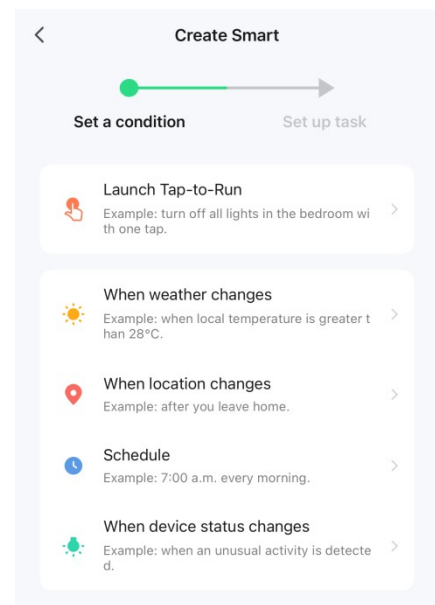 Create Smart
Set a condition
Set up task
Launch Tap-to-Run
Example: turn off all lights in the bedroom wi
th one tap.
When weather changes
Example: when local temperature is greater t
han 28°C.
When location changes
Example: after you leave home.
Schedule
Example: 7:00 a.m. every morning.
When device status changes
Example: when an unusual activity is detecte
d.